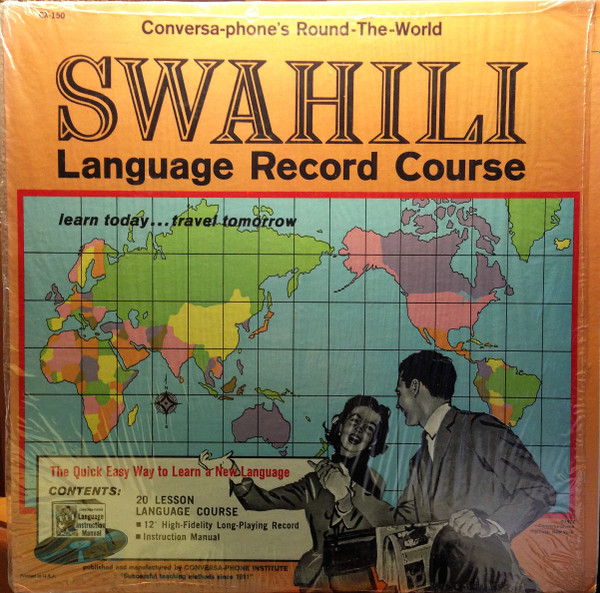 CX-150
Conversa-phone's Round-The-World
SWAHILI
Language Record Course
learn today...travel tomorrow
The Quick Easy Way to Learn a New Language
CONTENTS:
20 LESSON
LANGUAGE COURSE
■ 12" High-Fidelity Long-Playing Record
■ Instruction Manual
Language
Instruction
Manual
published and manufactured by CONVERSA-PHONE INSTITUTE
"Successful teaching methods since 1911"